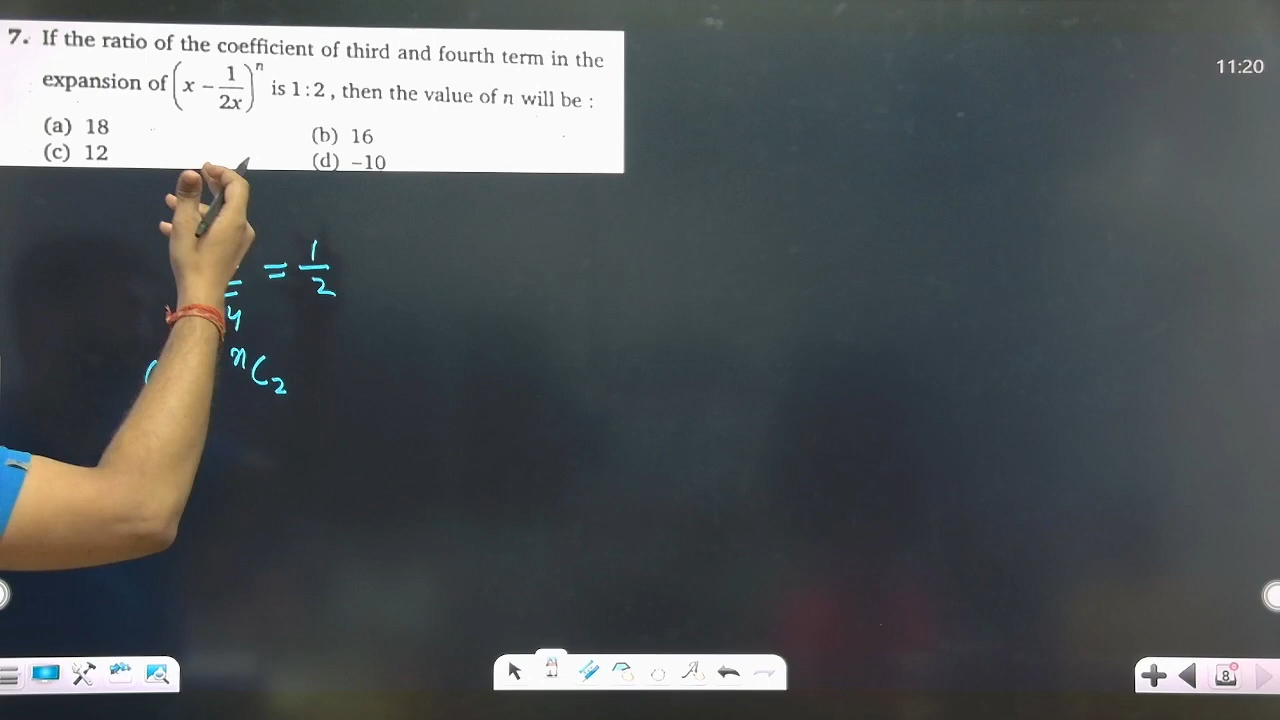 7. If the ratio of the coefficient of third and fourth term in the
expansion of (x − 1/2x)^n is 1 : 2 , then the value of n will be :
(a) 18
(b) 16
(c) 12
(d) −10
11:20
= 1/2
4
nC2
8